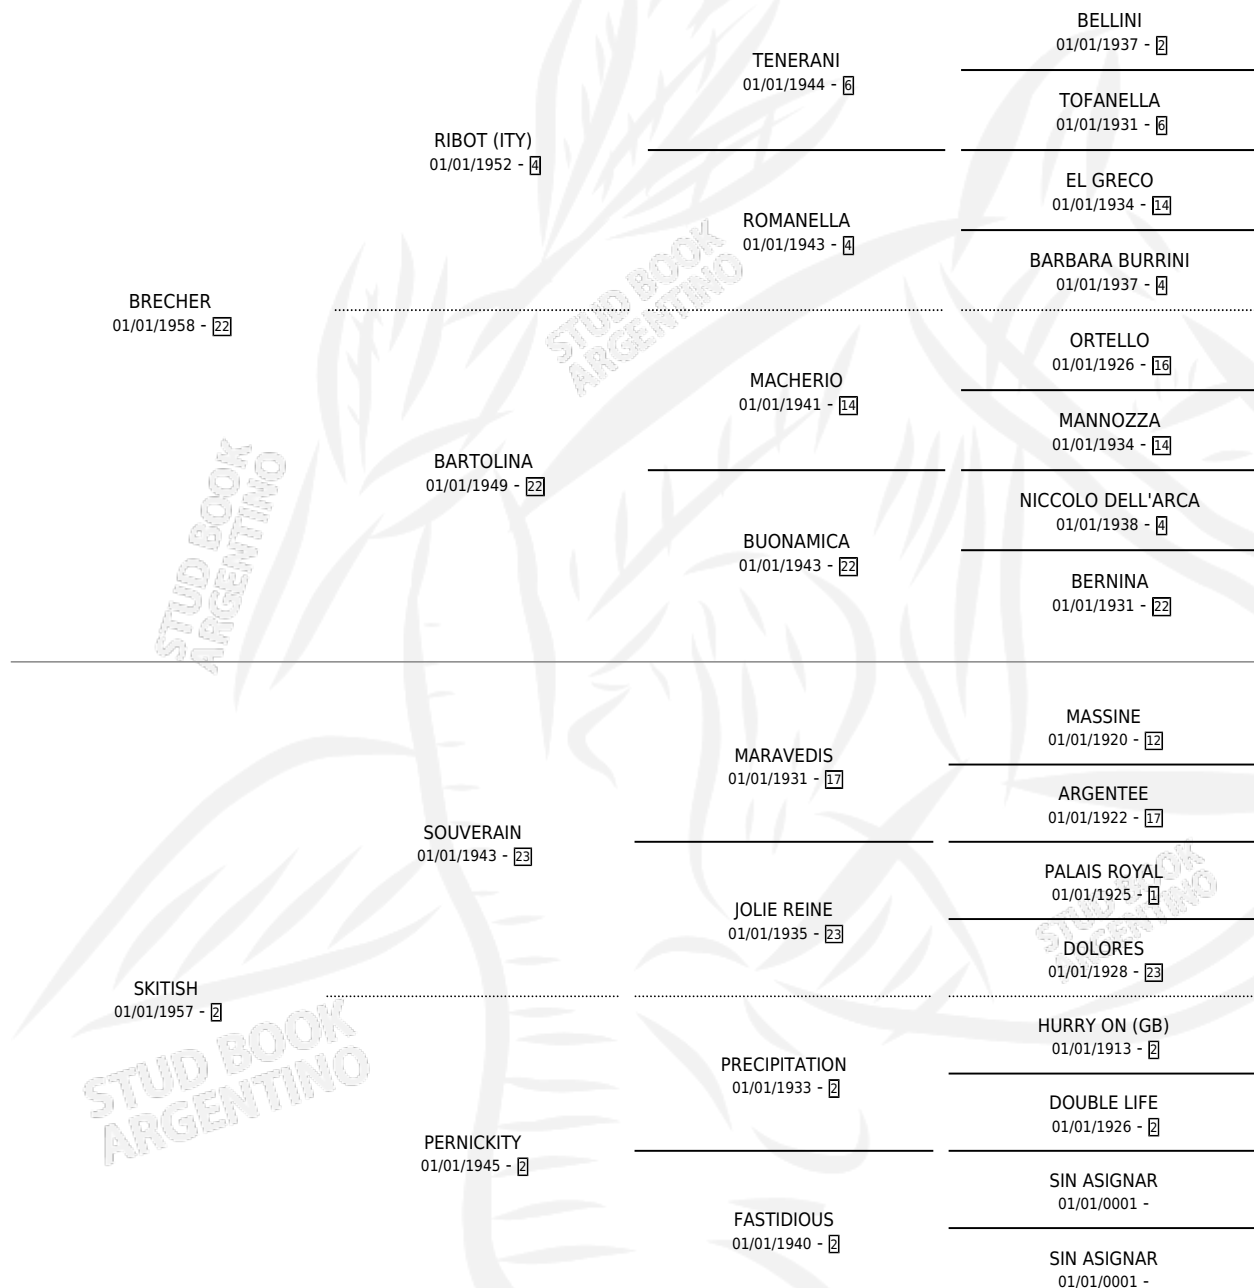 BELLINI
01/01/1937 - 2
TENERANI
01/01/1944 - 6
TOFANELLA
01/01/1931 - 6
RIBOT (ITY)
01/01/1952 - 4
EL GRECO
01/01/1934 - 14
ROMANELLA
01/01/1943 - 4
BARBARA BURRINI
01/01/1937 - 4
BRECHER
01/01/1958 - 22
ORTELLO
01/01/1926 - 16
MACHERIO
01/01/1941 - 14
MANNOZZA
01/01/1934 - 14
BARTOLINA
01/01/1949 - 22
NICCOLO DELL'ARCA
01/01/1938 - 4
BUONAMICA
01/01/1943 - 22
BERNINA
01/01/1931 - 22
MASSINE
01/01/1920 - 12
MARAVEDIS
01/01/1931 - 17
ARGENTEE
01/01/1922 - 17
SOUVERAIN
01/01/1943 - 23
PALAIS ROYAL
01/01/1925 - 1
JOLIE REINE
01/01/1935 - 23
DOLORES
01/01/1928 - 23
SKITISH
01/01/1957 - 2
HURRY ON (GB)
01/01/1913 - 2
PRECIPITATION
01/01/1933 - 2
DOUBLE LIFE
01/01/1926 - 2
PERNICKITY
01/01/1945 - 2
SIN ASIGNAR
01/01/0001 -
FASTIDIOUS
01/01/1940 - 2
SIN ASIGNAR
01/01/0001 -
STUD BOOK
ARGENTINO
STUD BOOK
ARGENTINO
STUD BOOK
ARGENTINO
STUD BOOK
ARGENTINO